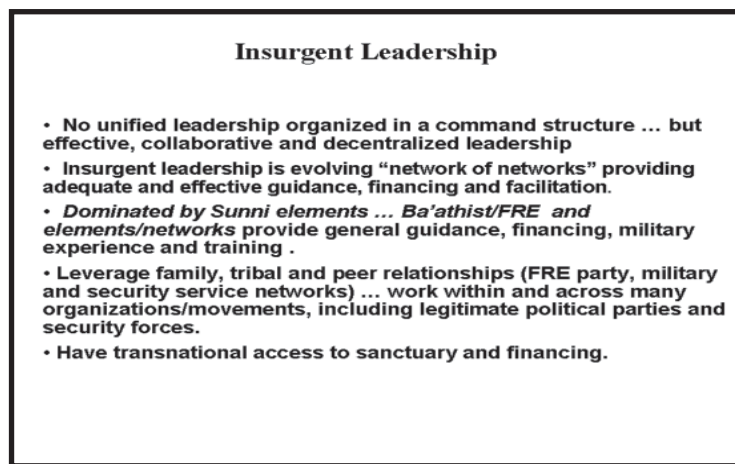 Insurgent Leadership
• No unified leadership organized in a command structure … but
effective, collaborative and decentralized leadership
• Insurgent leadership is evolving “network of networks” providing
adequate and effective guidance, financing and facilitation.
• Dominated by Sunni elements … Ba’athist/FRE and
elements/networks provide general guidance, financing, military
experience and training .
• Leverage family, tribal and peer relationships (FRE party, military
and security service networks) … work within and across many
organizations/movements, including legitimate political parties and
security forces.
• Have transnational access to sanctuary and financing.